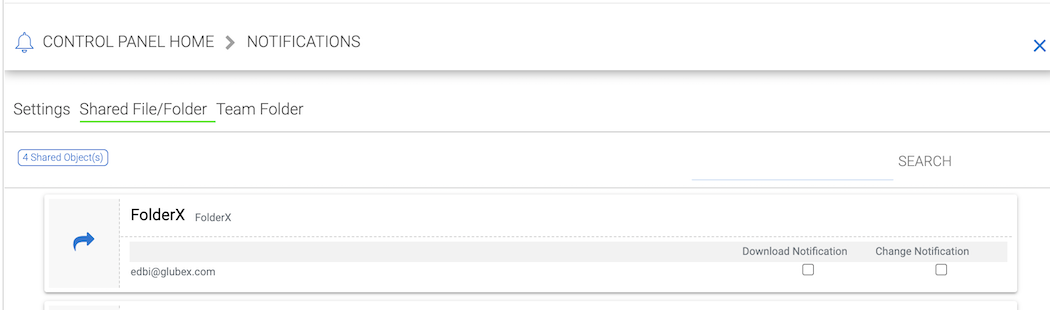 CONTROL PANEL HOME NOTIFICATIONS
Settings Shared File/Folder Team Folder
4 Shared Object(s)
SEARCH
FolderX FolderX
Download Notification Change Notification
edbi@glubex.com